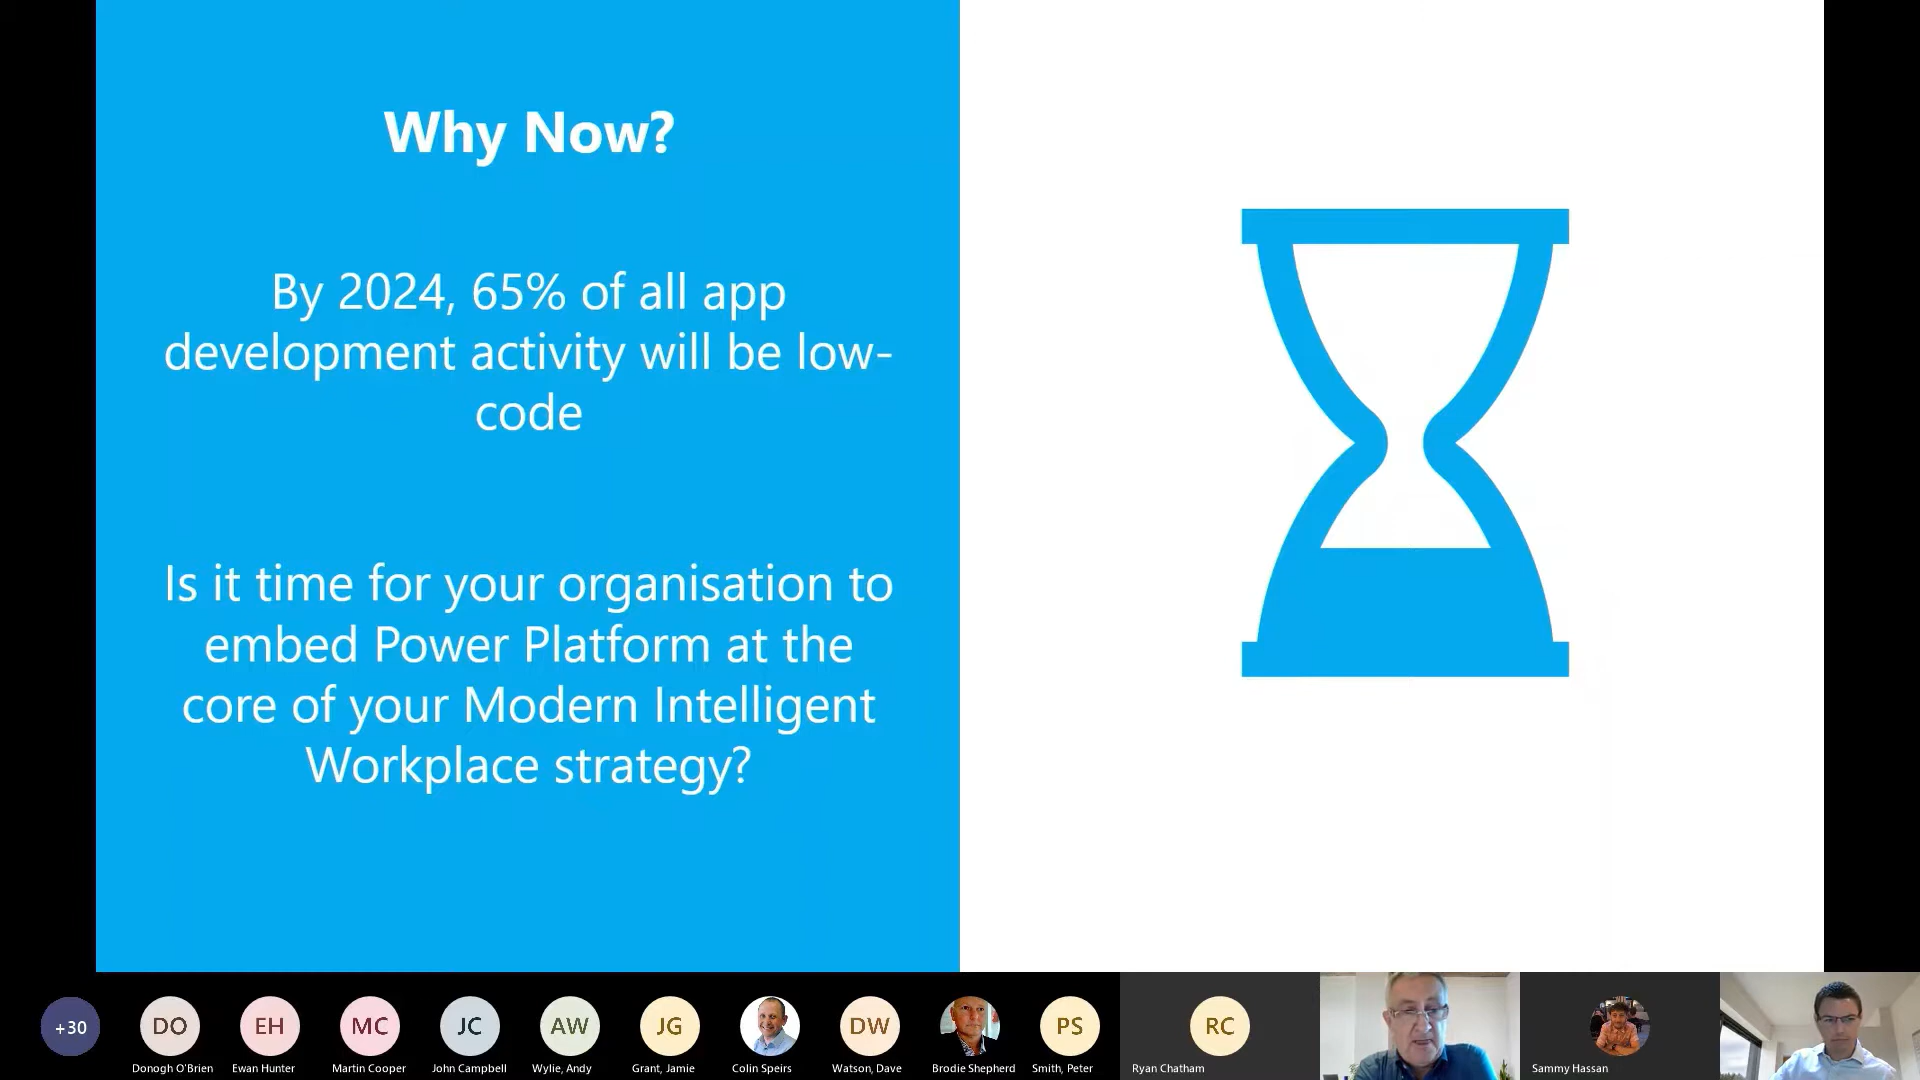 Why Now?
By 2024, 65% of all app
development activity will be low-
code
Is it time for your organisation to
embed Power Platform at the
core of your Modern Intelligent
Workplace strategy?
+30
DO
EH
MC
JC
AW
JG
DW
PS
RC
Donogh O'Brien
Ewan Hunter
Martin Cooper
John Campbell
Wylie, Andy
Grant, Jamie
Colin Speirs
Watson, Dave
Brodie Shepherd
Smith, Peter
Ryan Chatham
Sammy Hassan